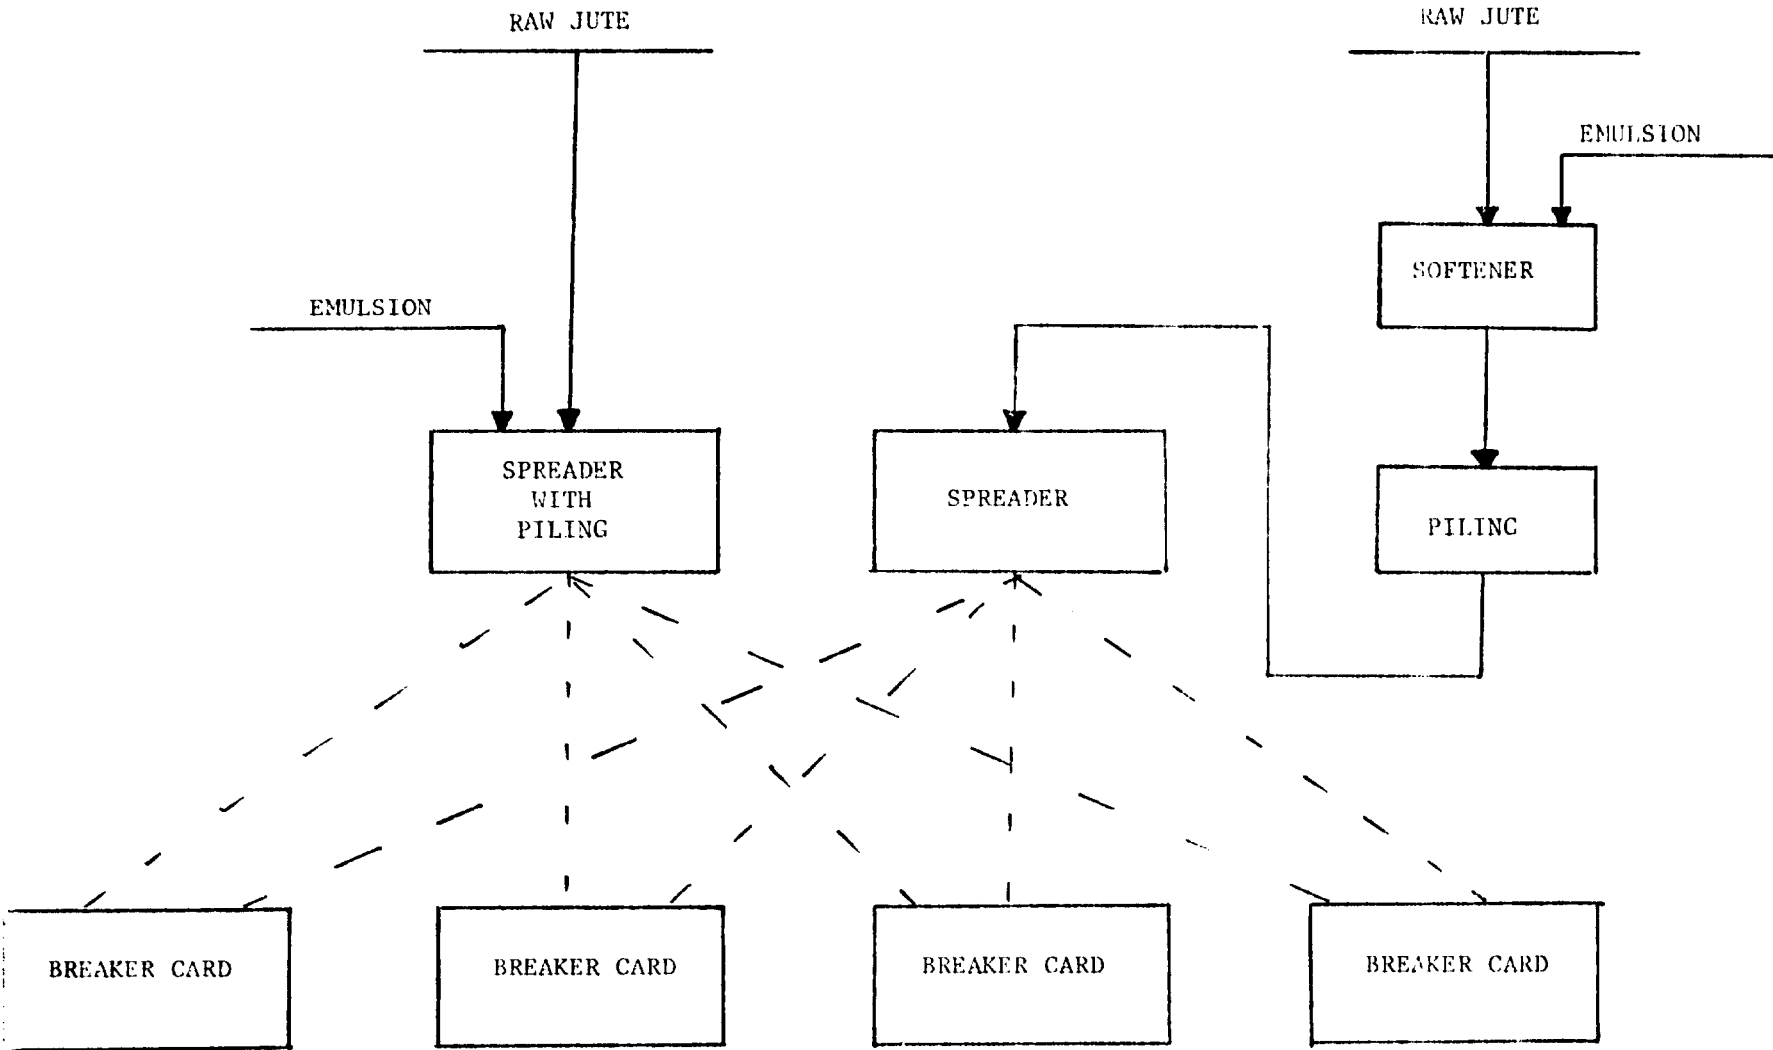 RAW JUTE
RAW JUTE
EMULSION
SOFTENER
EMULSION
SPREADER
WITH
PILING
SPREADER
PILING
BREAKER CARD
BREAKER CARD
BREAKER CARD
BREAKER CARD